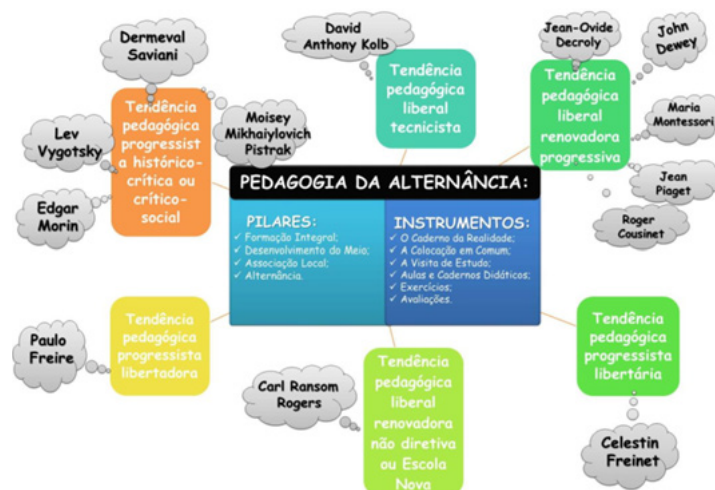 Dermeval
Saviani
Tendência
pedagógica
progressist
a histórico-
crítica ou
crítico-
social
Lev
Vygotsky
Edgar
Morin
Moisey
Mikhaiylovich
Pistrak
David
Anthony Kolb
Tendência
pedagógica
liberal
tecnicista
Jean-Ovide
Decroly
John
Dewey
Tendência
pedagógica
liberal
renovadora
progressiva
Maria
Montessori
Jean
Piaget
Roger
Cousinet
PEDAGOGIA DA ALTERNÂNCIA:
PILARES:
✓ Formação Integral;
✓ Desenvolvimento do Meio;
✓ Associação Local;
✓ Alternância.
INSTRUMENTOS:
✓ O Caderno da Realidade;
✓ A Colocação em Comum;
✓ A Visita de Estudo;
✓ Aulas e Cadernos Didáticos;
✓ Exercícios;
✓ Avaliações.
Paulo
Freire
Tendência
pedagógica
progressista
libertadora
Carl Ransom
Rogers
Tendência
pedagógica
liberal
renovadora
não diretiva
ou Escola
Nova
Tendência
pedagógica
progressista
libertária
Celestin
Freinet